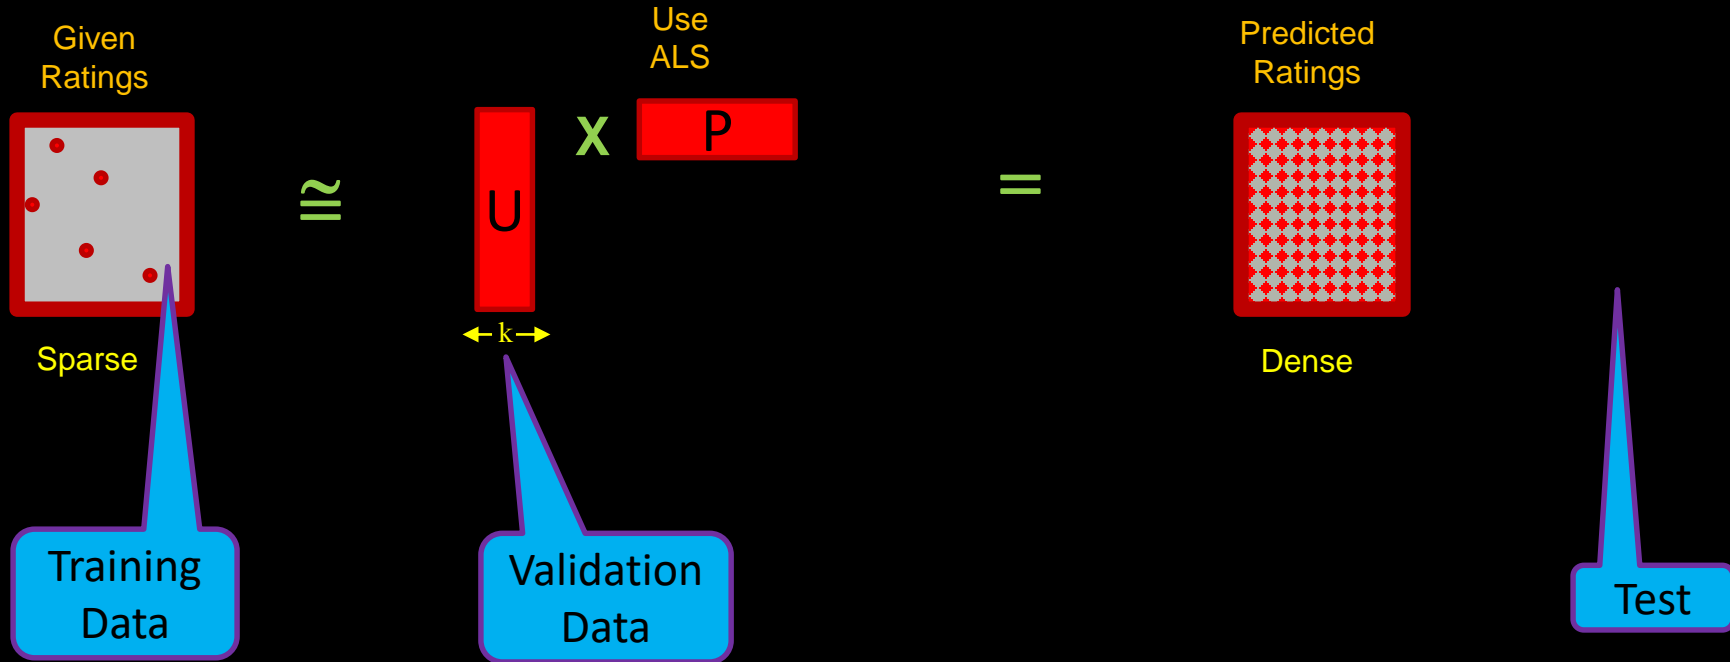 Given
Ratings
Use
ALS
Predicted
Ratings
≅
U
X
P
=
k
Sparse
Dense
Training
Data
Validation
Data
Test